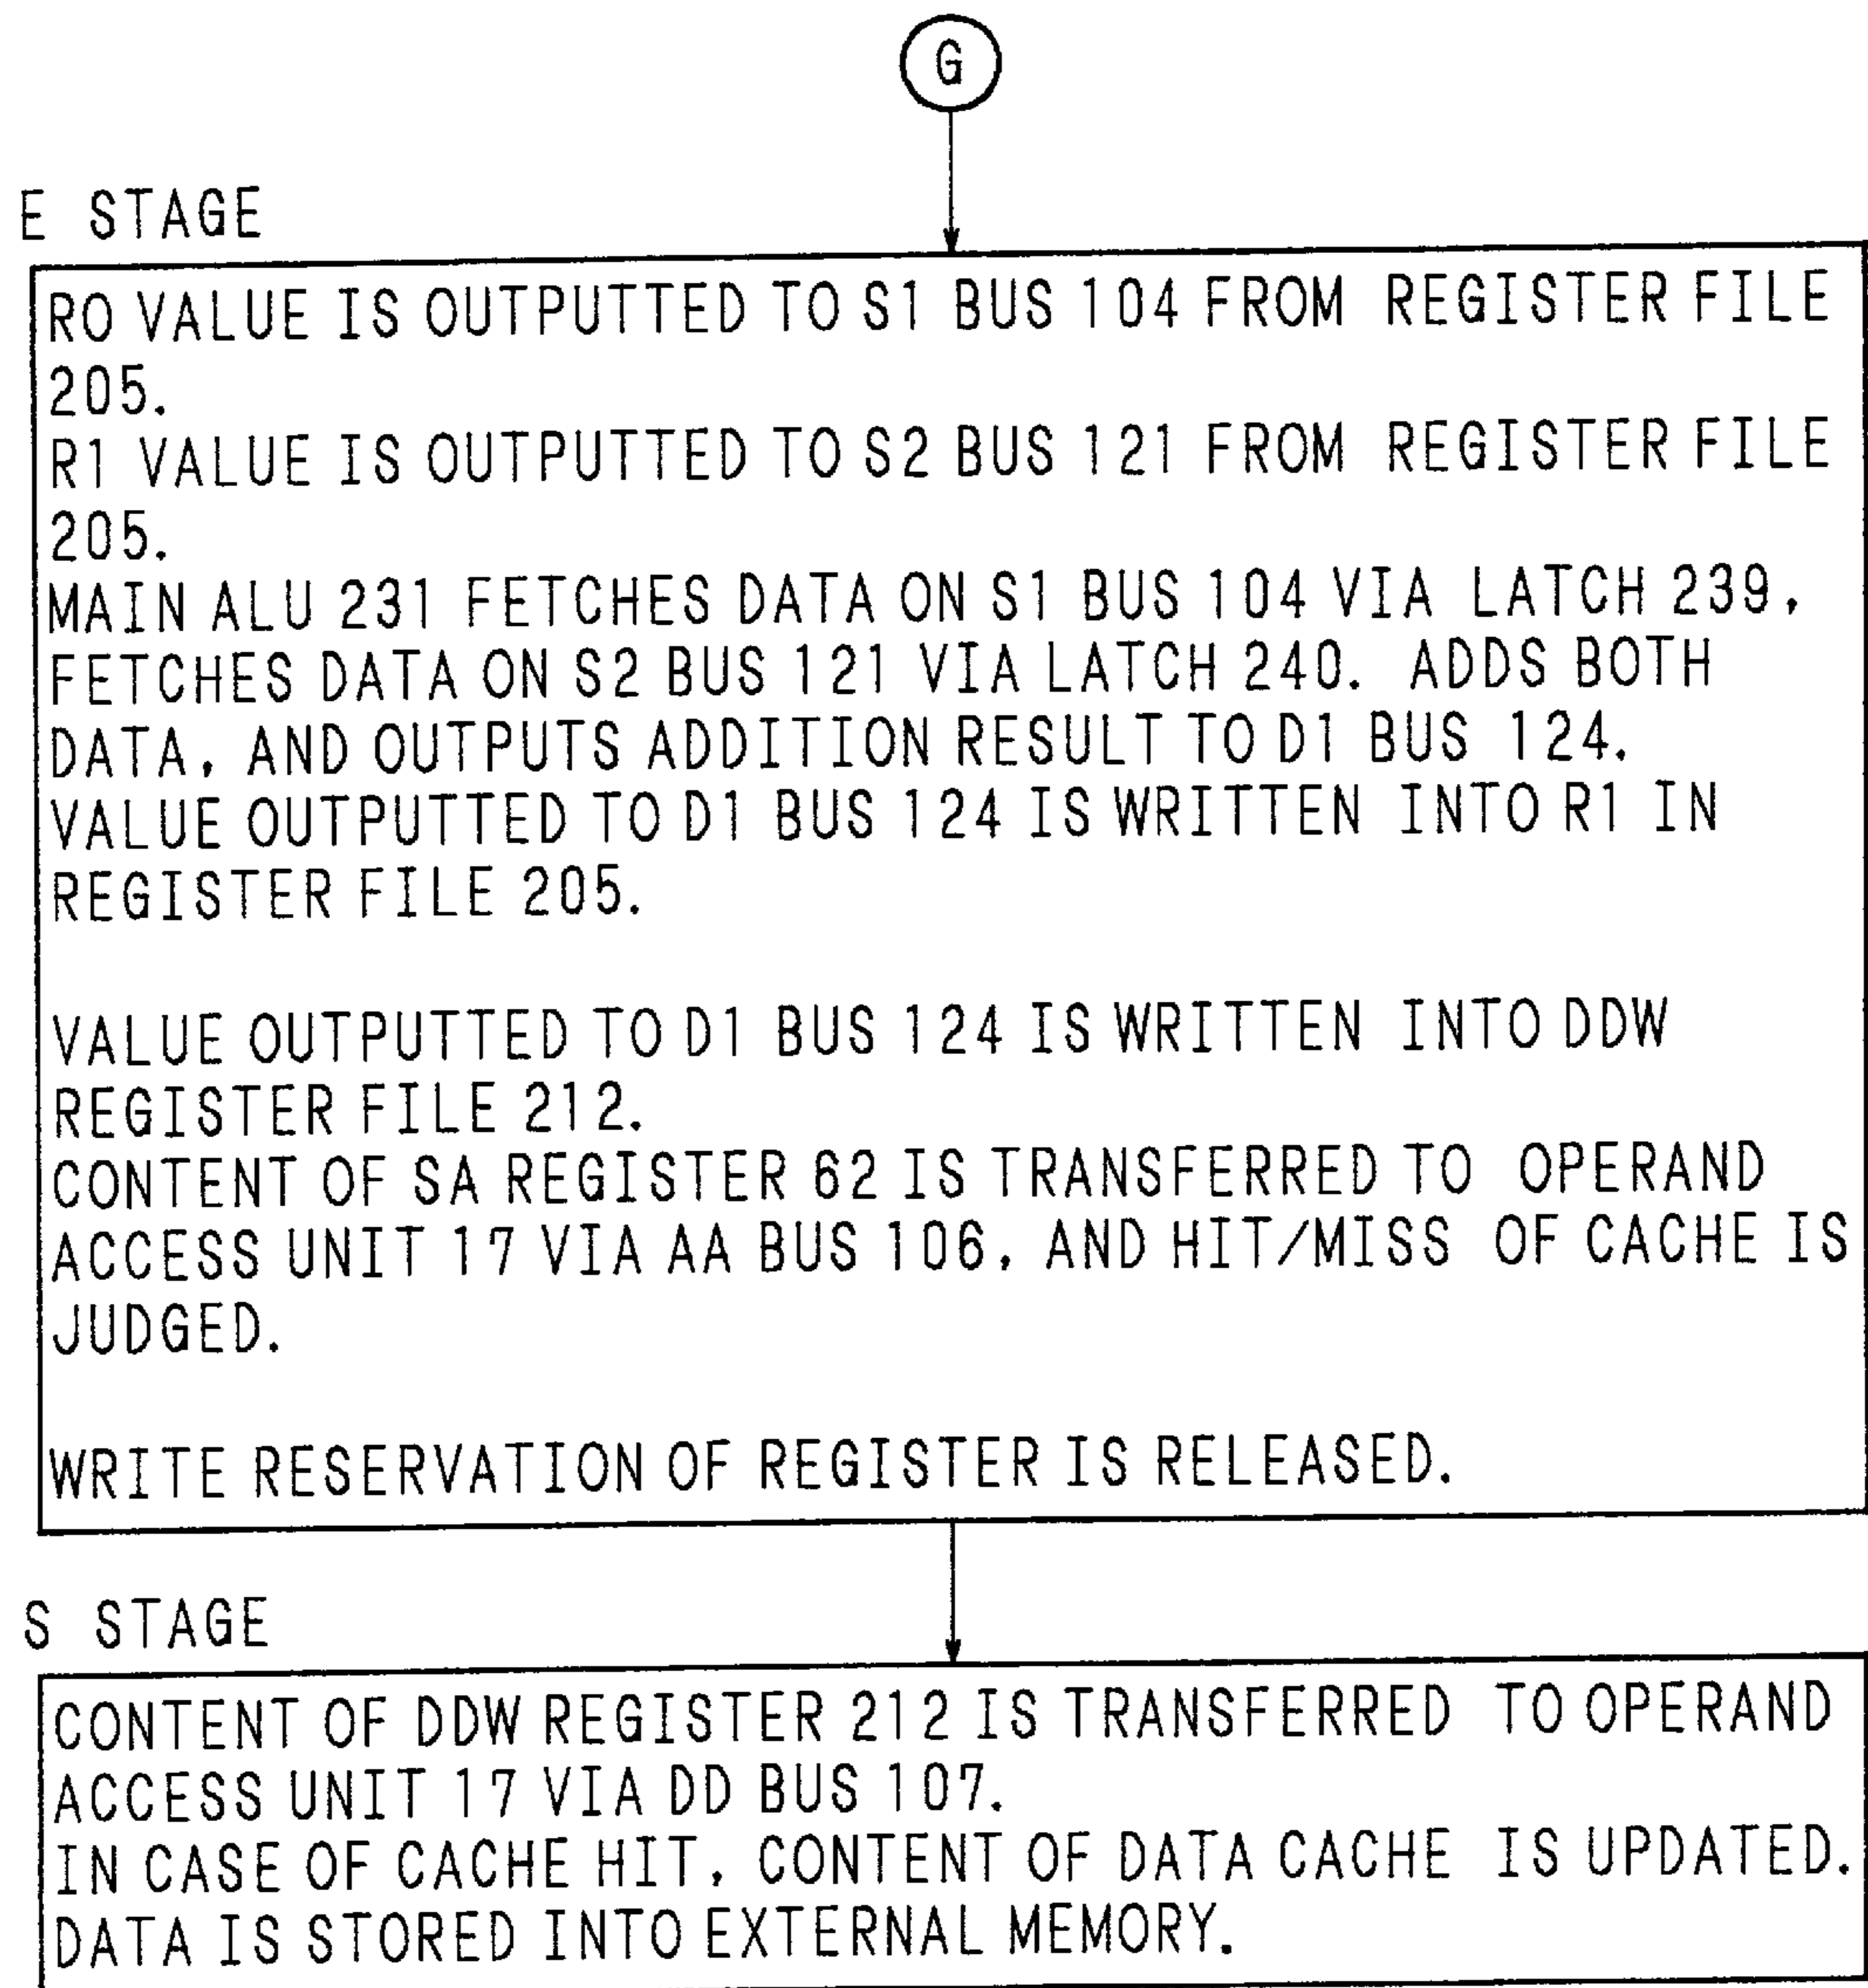 G
E STAGE
R0 VALUE IS OUTPUTTED TO S1 BUS 104 FROM REGISTER FILE
205.
R1 VALUE IS OUTPUTTED TO S2 BUS 121 FROM REGISTER FILE
205.
MAIN ALU 231 FETCHES DATA ON S1 BUS 104 VIA LATCH 239,
FETCHES DATA ON S2 BUS 121 VIA LATCH 240. ADDS BOTH
DATA, AND OUTPUTS ADDITION RESULT TO D1 BUS 124.
VALUE OUTPUTTED TO D1 BUS 124 IS WRITTEN INTO R1 IN
REGISTER FILE 205.
VALUE OUTPUTTED TO D1 BUS 124 IS WRITTEN INTO DDW
REGISTER FILE 212.
CONTENT OF SA REGISTER 62 IS TRANSFERRED TO OPERAND
ACCESS UNIT 17 VIA AA BUS 106, AND HIT/MISS OF CACHE IS
JUDGED.
WRITE RESERVATION OF REGISTER IS RELEASED.
S STAGE
CONTENT OF DDW REGISTER 212 IS TRANSFERRED TO OPERAND
ACCESS UNIT 17 VIA DD BUS 107.
IN CASE OF CACHE HIT, CONTENT OF DATA CACHE IS UPDATED.
DATA IS STORED INTO EXTERNAL MEMORY.